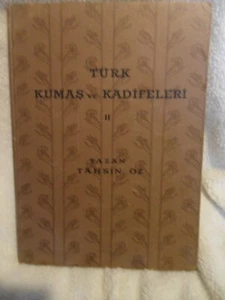 TÜRK
KUMAŞ ve KADİFELERİ
II
YAZAN
TAHSİN ÖZ